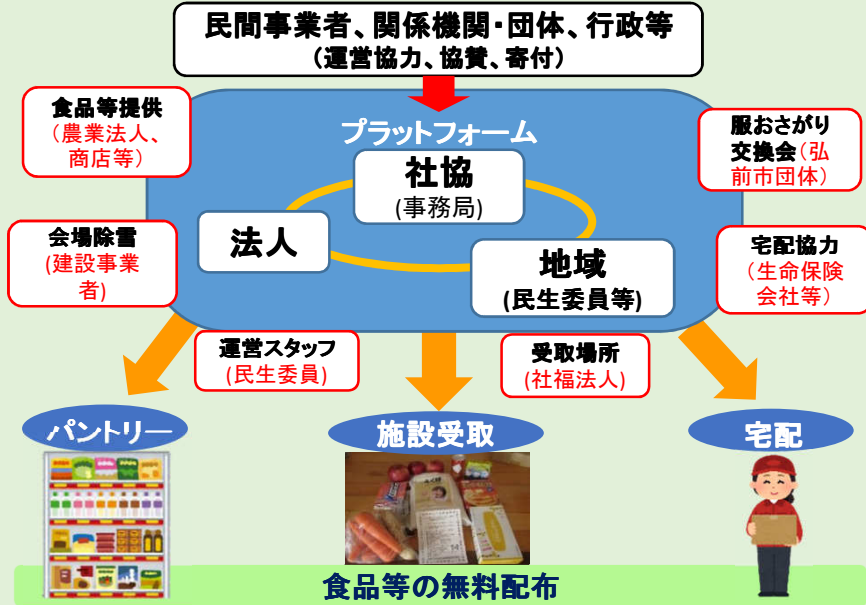 民間事業者、関係機関・団体、行政等
(運営協力、協賛、寄付)
食品等提供
（農業法人、
商店等）
プラットフォーム
服おさがり
交換会（弘
前市団体）
社協
(事務局)
会場除雪
(建設事業
者)
法人
地域
(民生委員等)
宅配協力
（生命保険
会社等）
運営スタッフ
(民生委員)
受取場所
(社福法人)
パントリー
施設受取
宅配
食品等の無料配布